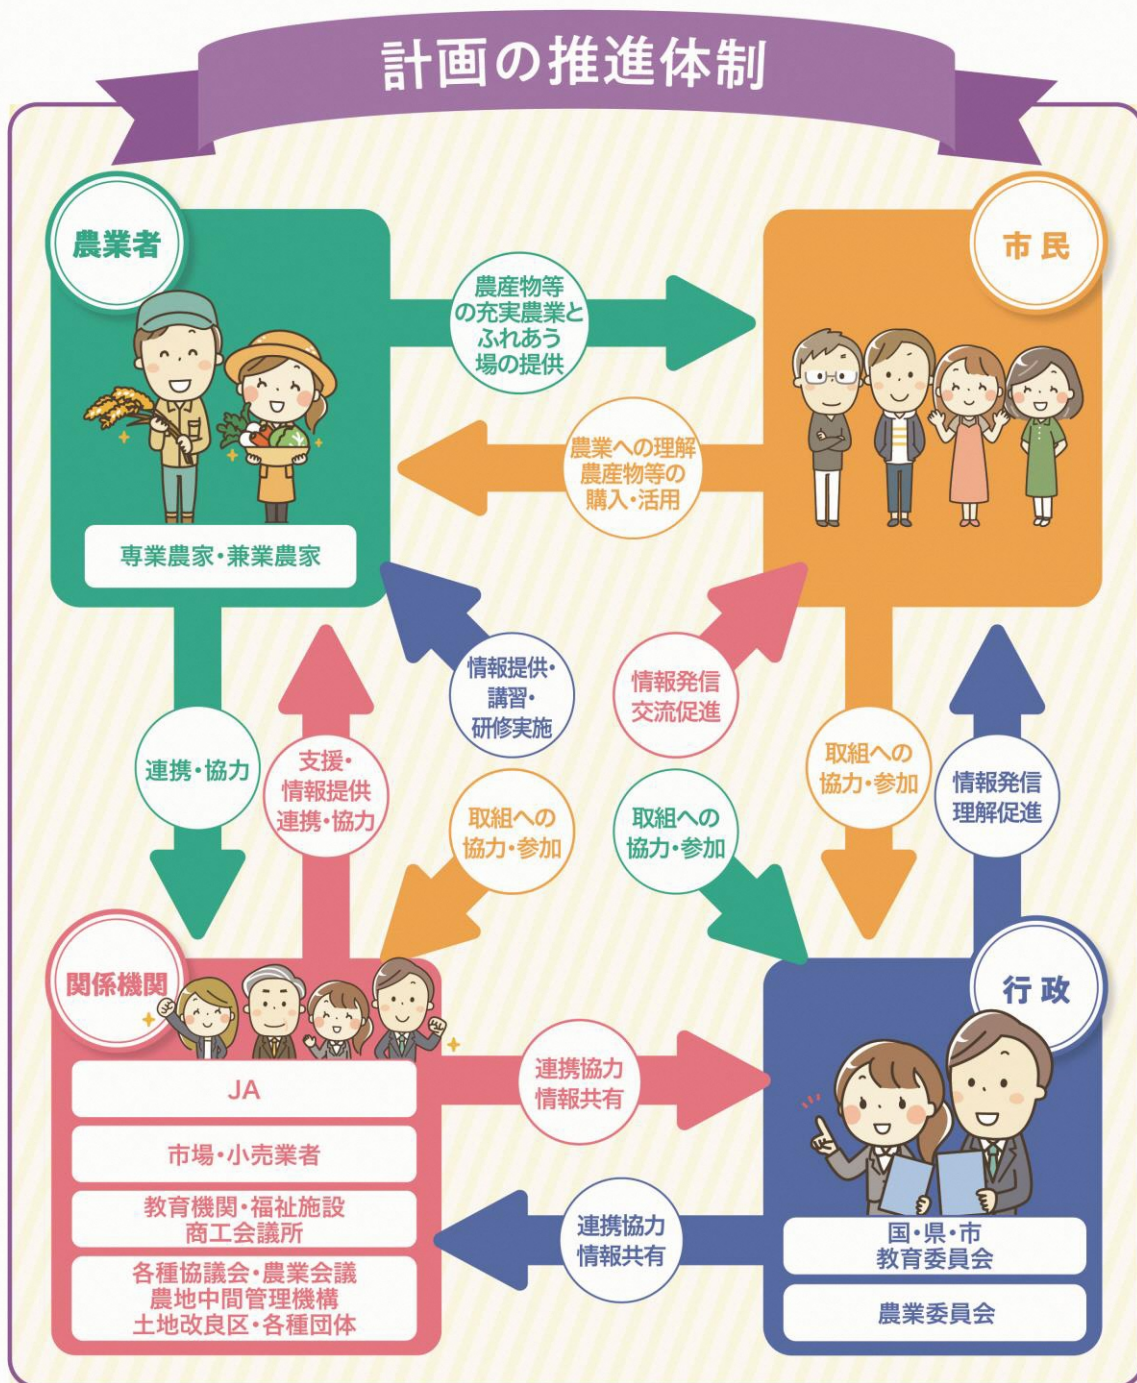 計画の推進体制
農業者
市民
農産物等
の充実農業と
ふれあう
場の提供
農業への理解
農産物等の
購入・活用
専業農家・兼業農家
情報提供・
講習・
研修実施
情報発信
交流促進
連携・協力
支援・
情報提供
連携・協力
取組への
協力・参加
取組への
協力・参加
取組への
協力・参加
情報発信
理解促進
関係機関
行政
JA
市場・小売業者
教育機関・福祉施設
商工会議所
各種協議会・農業会議
農地中間管理機構
土地改良区・各種団体
連携協力
情報共有
連携協力
情報共有
国・県・市
教育委員会
農業委員会